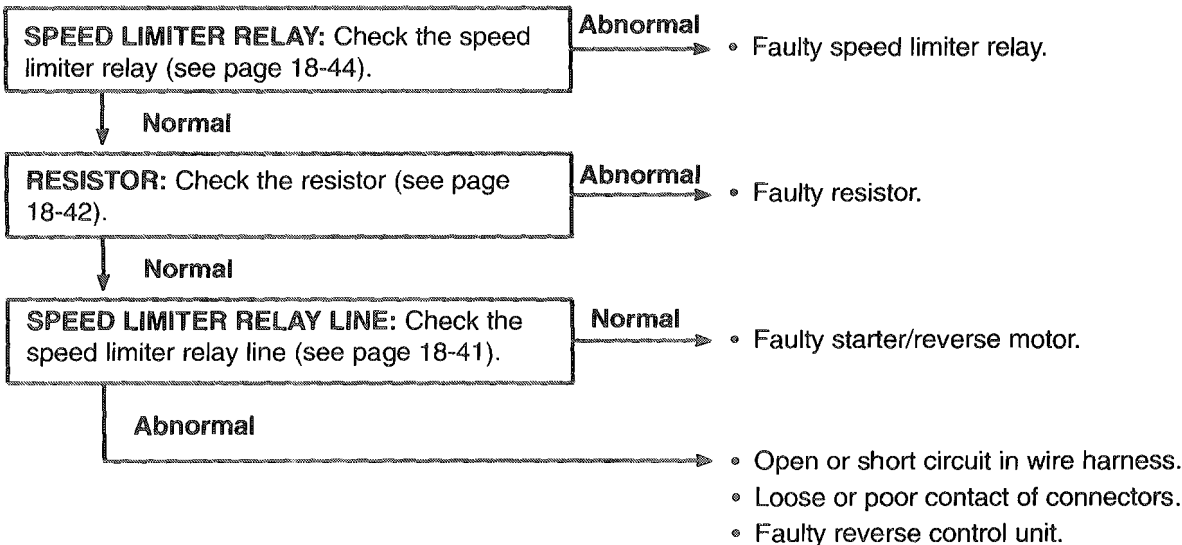 SPEED LIMITER RELAY: Check the speed
limiter relay (see page 18-44).
Abnormal
• Faulty speed limiter relay.
Normal
RESISTOR: Check the resistor (see page
18-42).
Abnormal
• Faulty resistor.
Normal
SPEED LIMITER RELAY LINE: Check the
speed limiter relay line (see page 18-41).
Normal
• Faulty starter/reverse motor.
Abnormal
• Open or short circuit in wire harness.
• Loose or poor contact of connectors.
• Faulty reverse control unit.